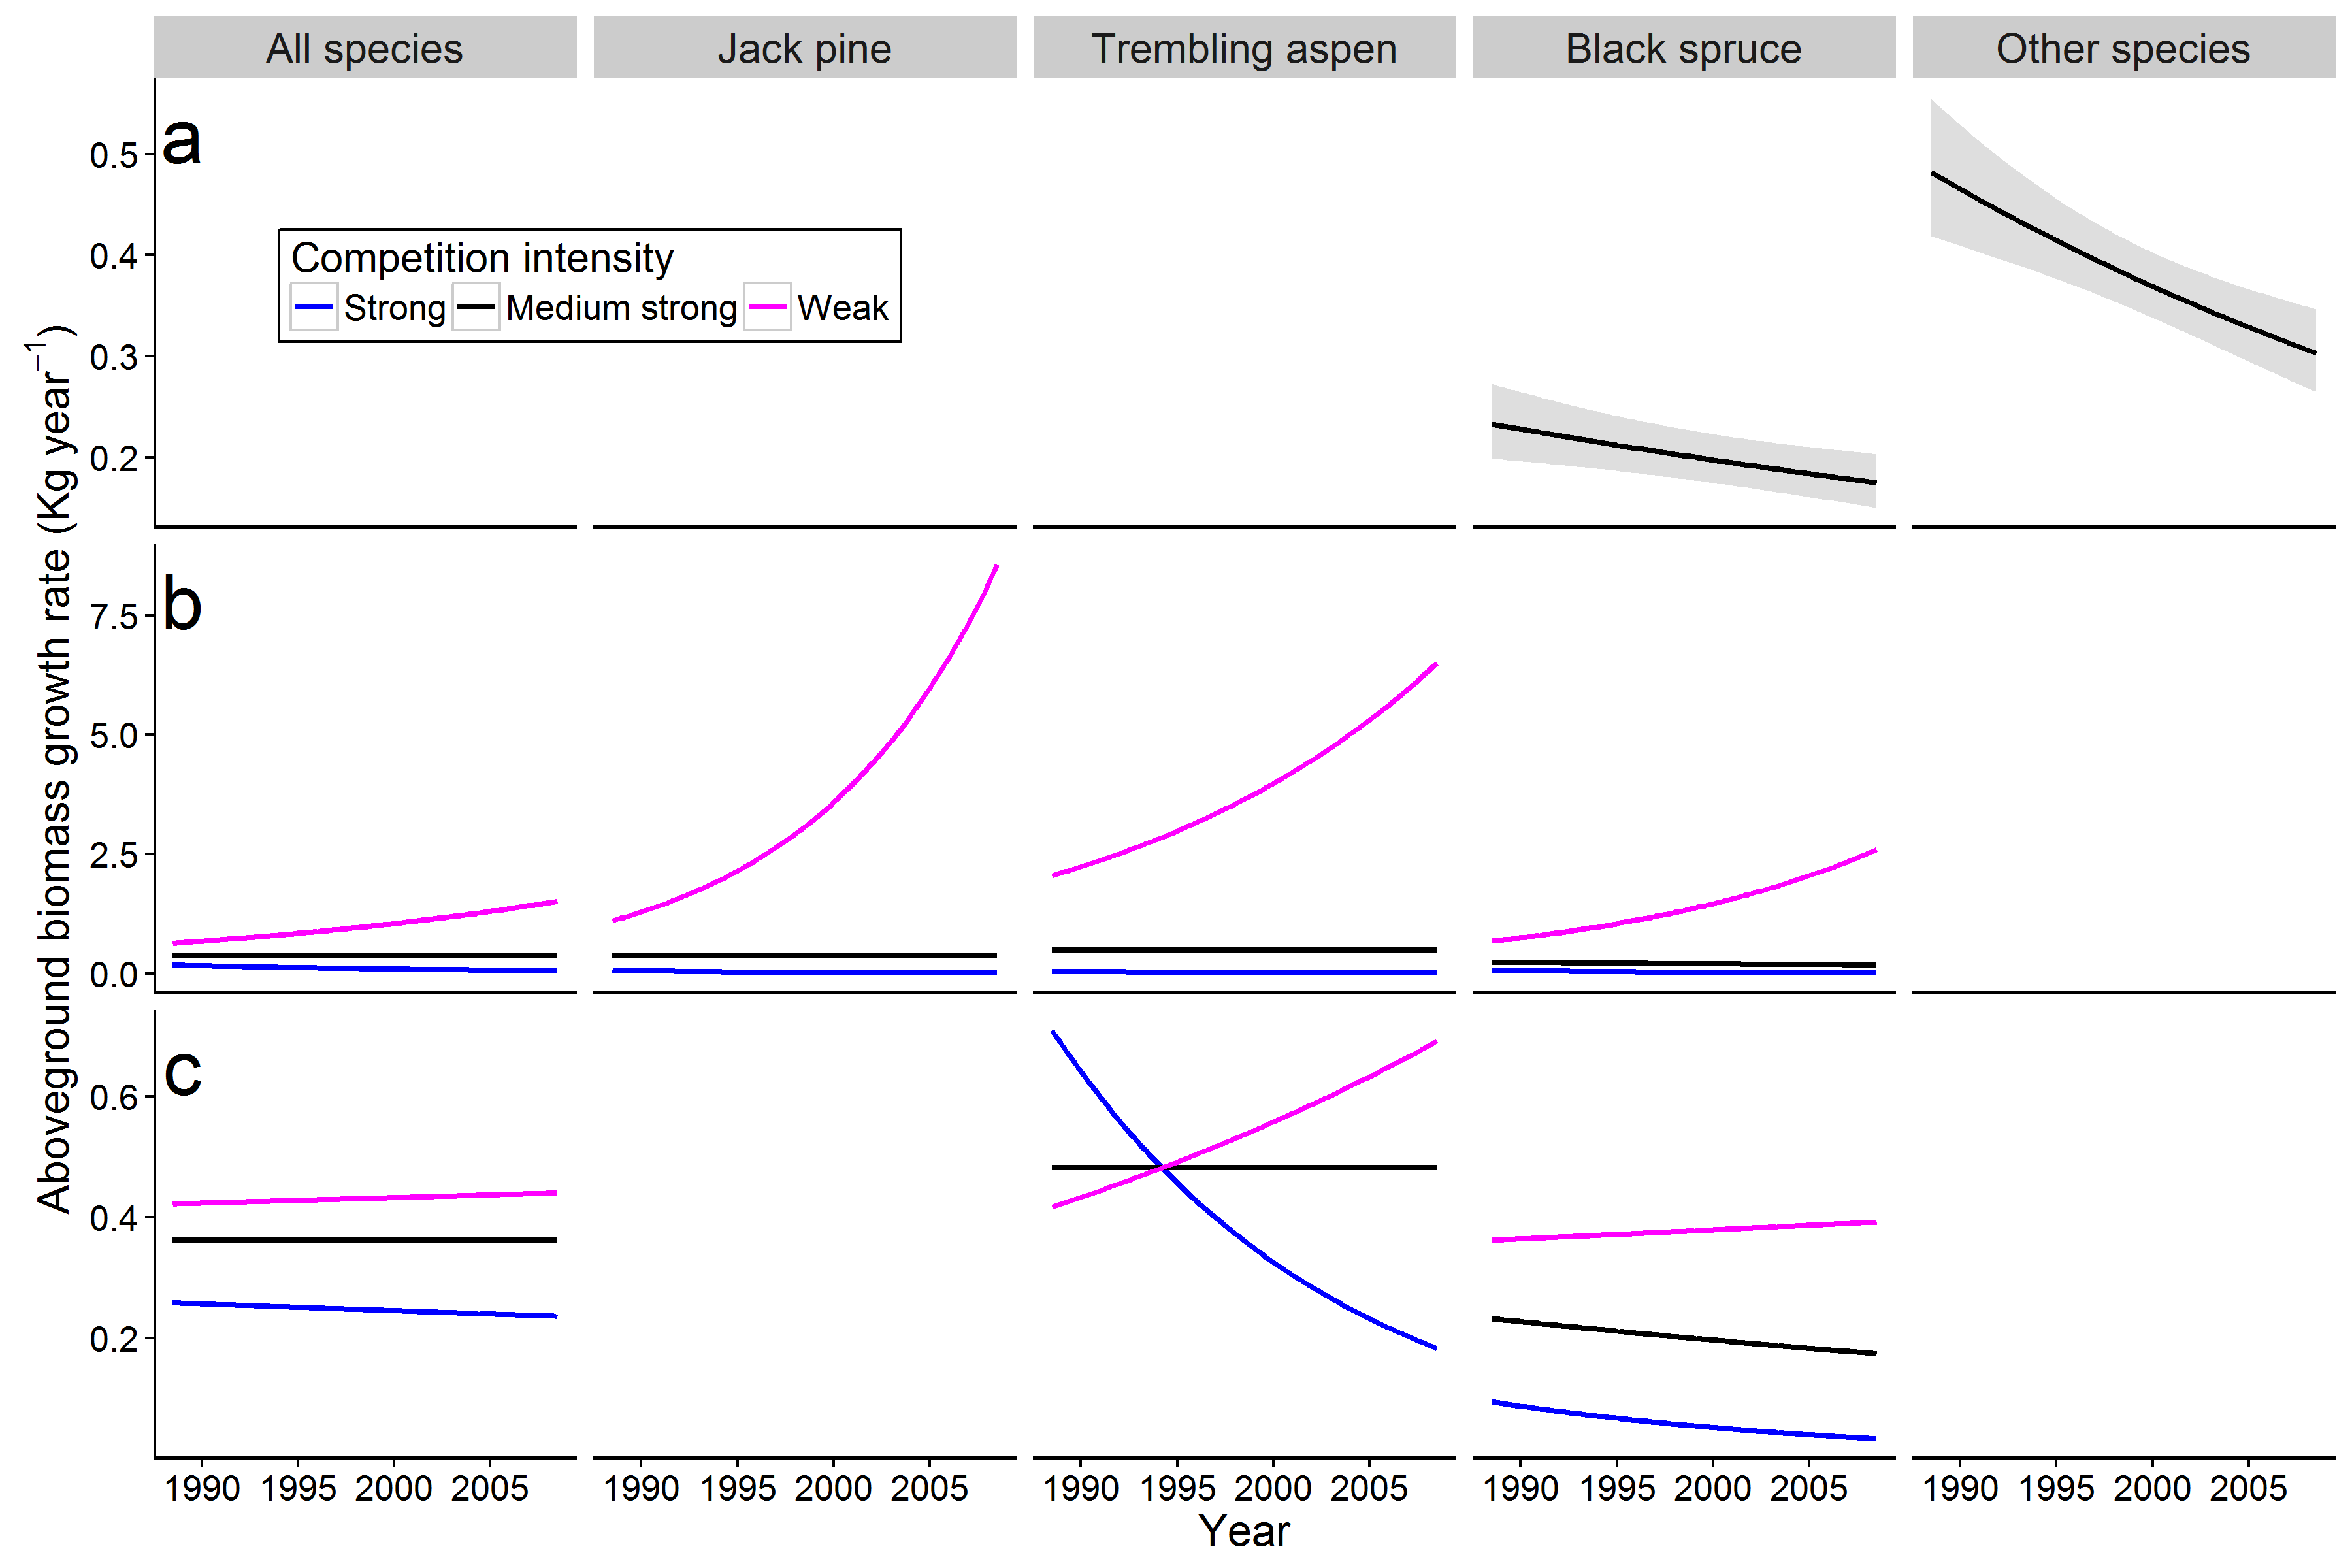 All species
Jack pine
Trembling aspen
Black spruce
Other species
Aboveground biomass growth rate (Kg year⁻¹)
a
0.5
0.4
0.3
0.2
Competition intensity
Strong Medium strong Weak
b
7.5
5.0
2.5
0.0
c
0.6
0.4
0.2
1990 1995 2000 2005
1990 1995 2000 2005
1990 1995 2000 2005
1990 1995 2000 2005
1990 1995 2000 2005
Year